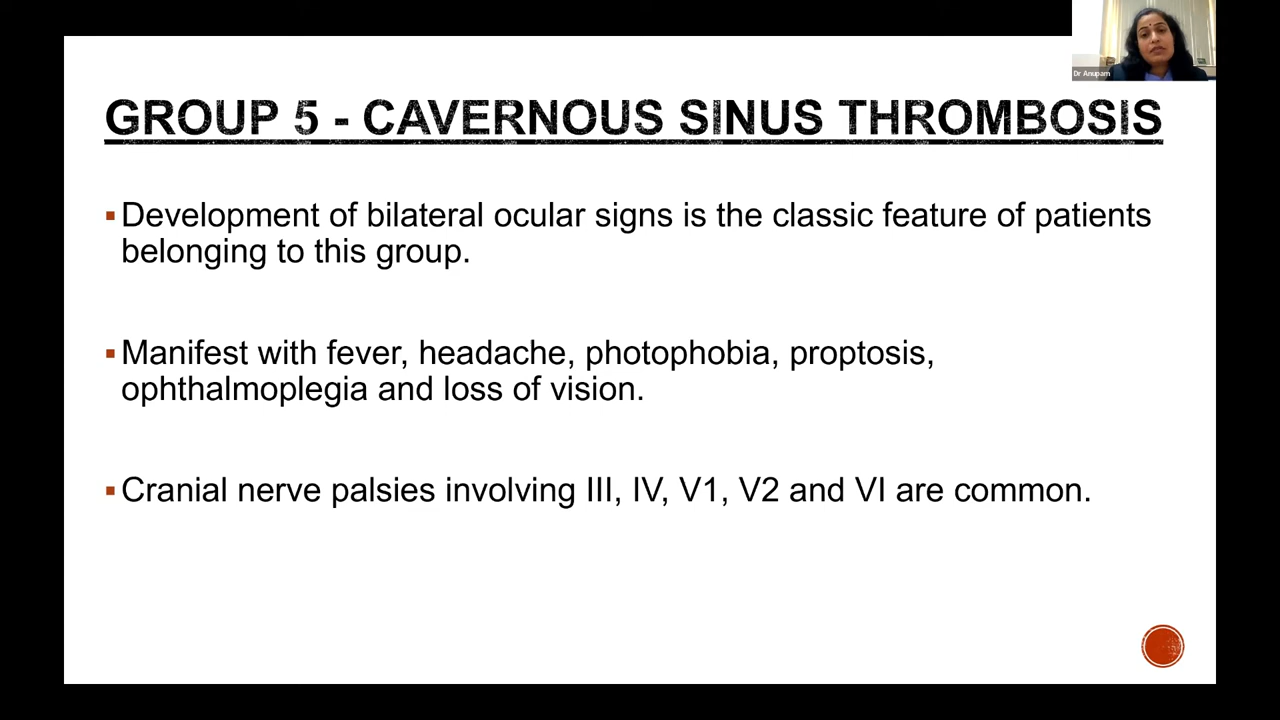 Dr Anupam
GROUP 5 - CAVERNOUS SINUS THROMBOSIS
▪ Development of bilateral ocular signs is the classic feature of patients
belonging to this group.
▪ Manifest with fever, headache, photophobia, proptosis,
ophthalmoplegia and loss of vision.
▪ Cranial nerve palsies involving III, IV, V1, V2 and VI are common.